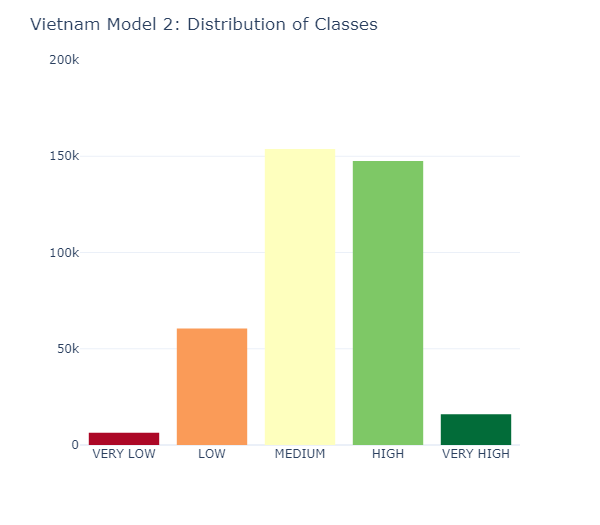 Vietnam Model 2: Distribution of Classes
200k
150k
100k
50k
0
VERY LOW LOW MEDIUM HIGH VERY HIGH